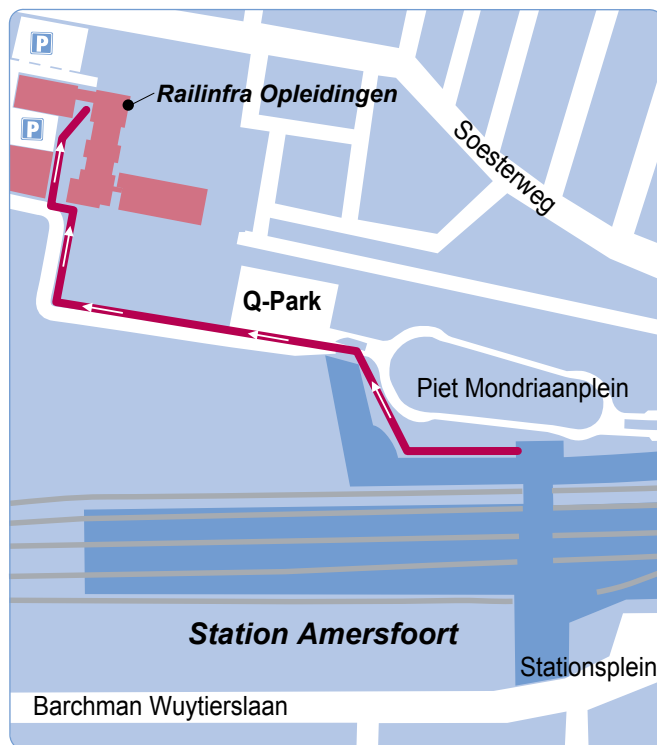 P
Railinfra Opleidingen
P
Soesterweg
Q-Park
Piet Mondriaanplein
Station Amersfoort
Stationsplein
Barchman Wuytierslaan